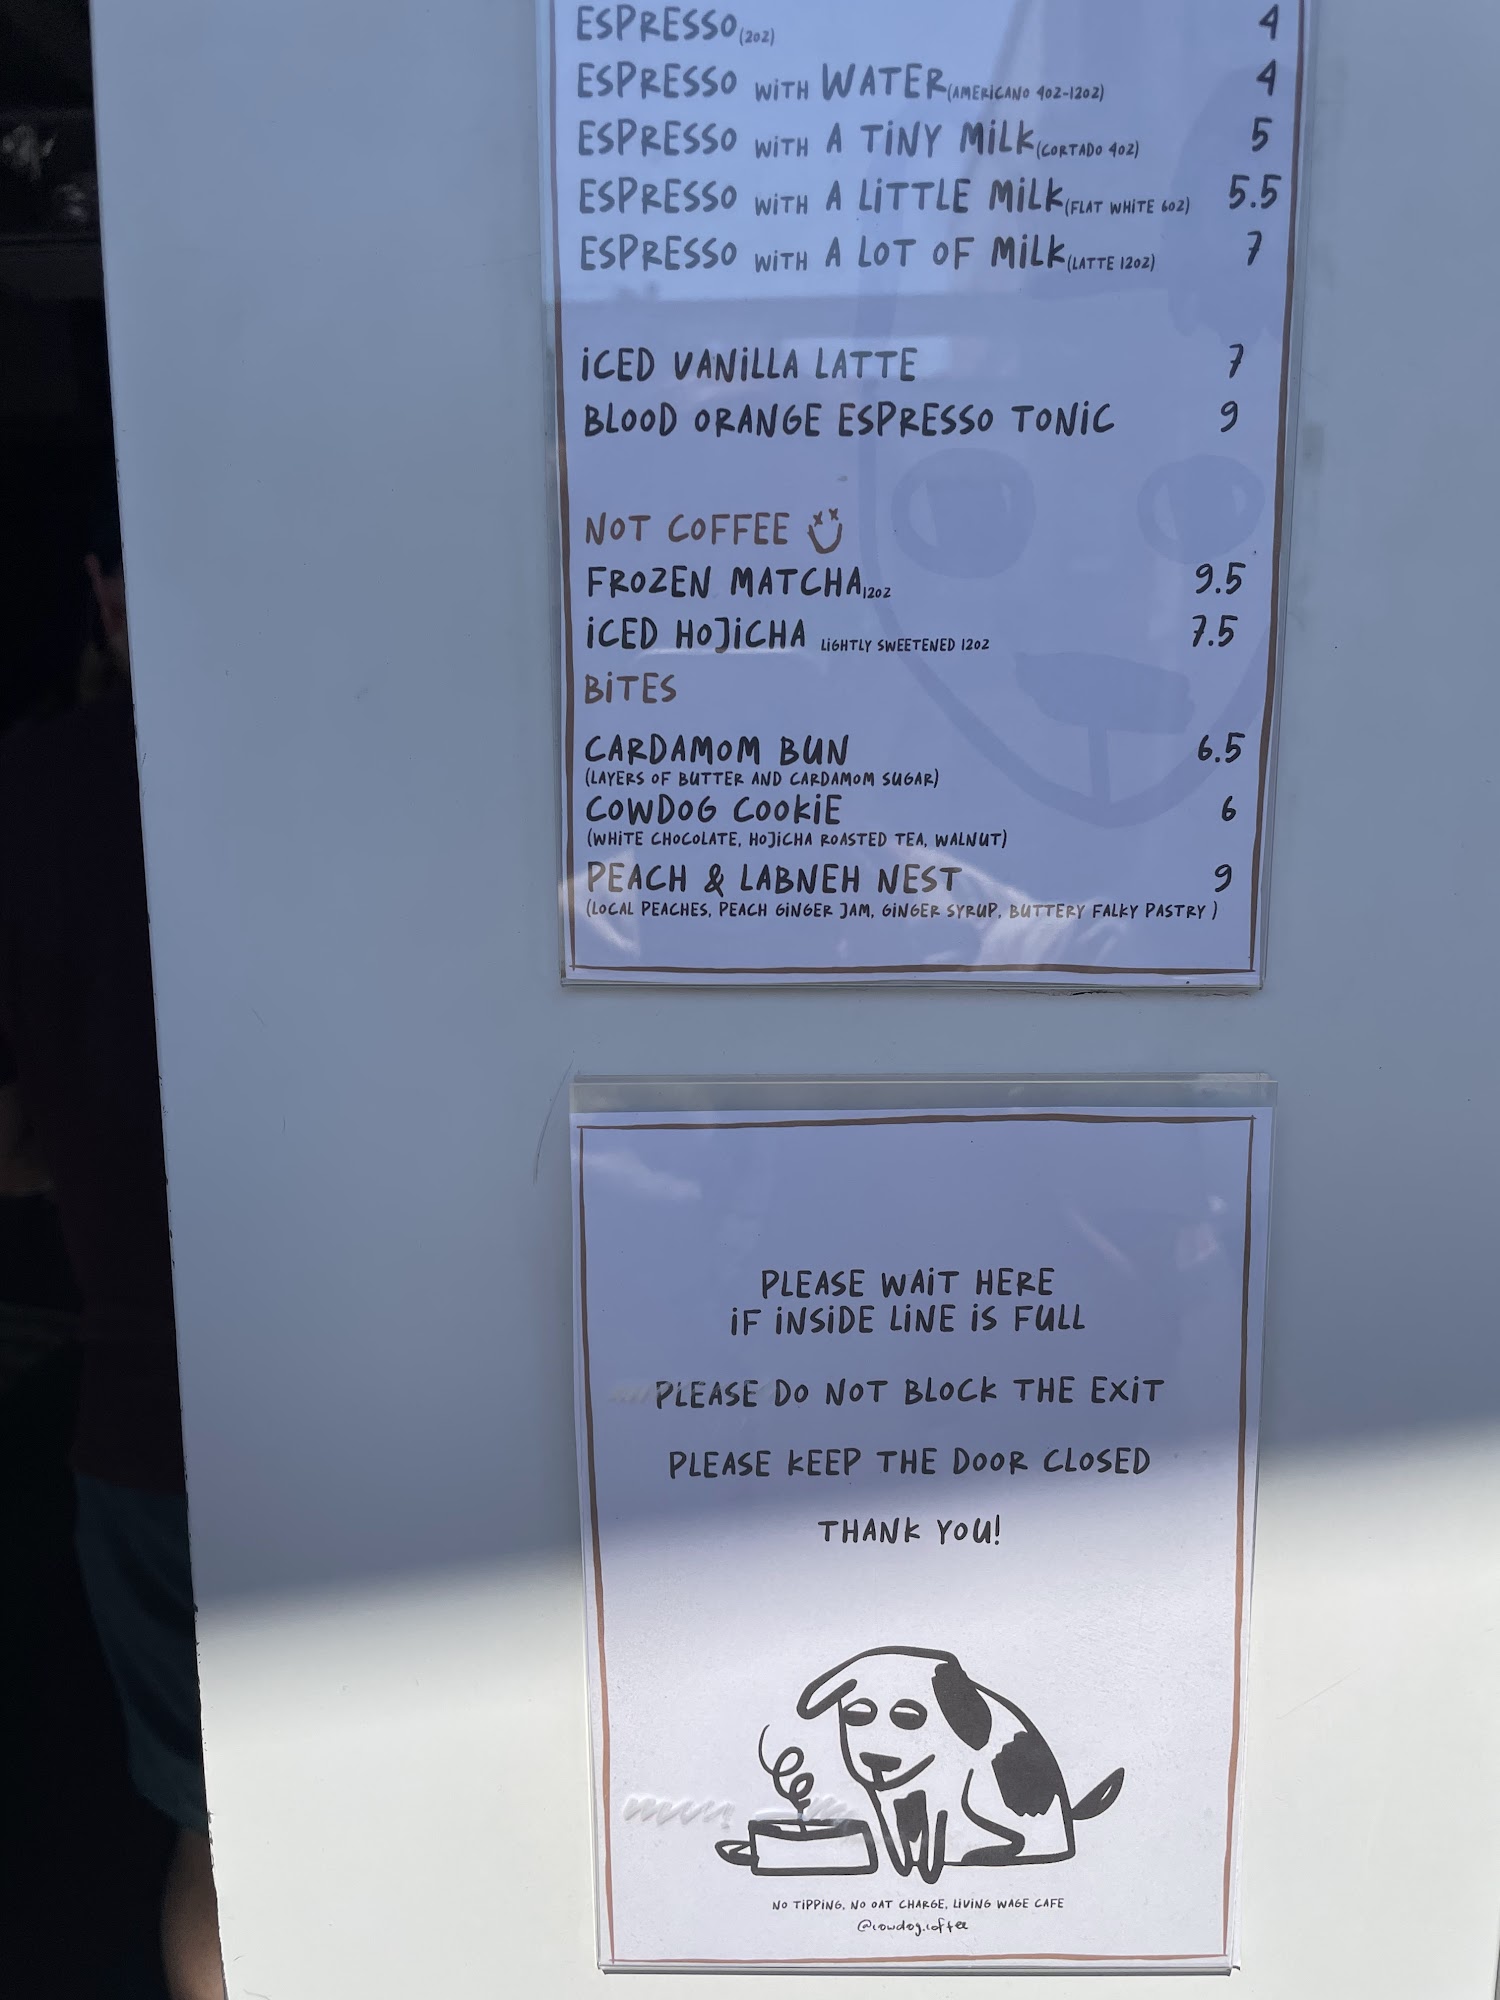 ESPRESSO(2OZ) 4
ESPRESSO WITH WATER(AMERICANO 4OZ-12OZ) 4
ESPRESSO WITH A TINY MILK(CORTADO 4OZ) 5
ESPRESSO WITH A LITTLE MILK(FLAT WHITE 6OZ) 5.5
ESPRESSO WITH A LOT OF MILK(LATTE 12OZ) 7
ICED VANILLA LATTE 7
BLOOD ORANGE ESPRESSO TONIC 9
NOT COFFEE
FROZEN MATCHA12OZ 9.5
ICED HOJICHA LIGHTLY SWEETENED 12OZ 7.5
BITES
CARDAMOM BUN 6.5
(LAYERS OF BUTTER AND CARDAMOM SUGAR)
COWDOG COOKIE 6
(WHITE CHOCOLATE, HOJICHA ROASTED TEA, WALNUT)
PEACH & LABNEH NEST 9
(LOCAL PEACHES, PEACH GINGER JAM, GINGER SYRUP, BUTTERY FALKY PASTRY )
PLEASE WAIT HERE
IF INSIDE LINE IS FULL
PLEASE DO NOT BLOCK THE EXIT
PLEASE KEEP THE DOOR CLOSED
THANK YOU!
NO TIPPING, NO OAT CHARGE, LIVING WAGE CAFE
@cowdog.coffee